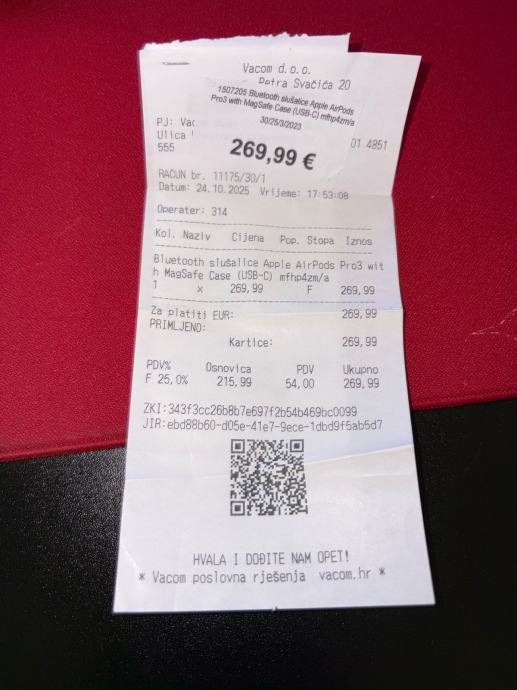 Vacom d.o.o.
Petra Svačića 20
1507205 Bluetooth slušalice Apple AirPods
Pro3 with MagSafe Case (USB-C) mfhp4zm/a
30/25/3/2023
PJ: Vac
Ulica
01 4851
555
269,99 €
RAČUN br. 11175/30/1
Datum: 24.10.2025 Vrijeme: 17:53:08
Operater: 314
Kol. Naziv Cijena Pop. Stopa Iznos
Bluetooth slušalice Apple AirPods Pro3 wit
h MagSafe Case (USB-C) mfhp4zm/a
1 x 269,99 F 269,99
Za platiti EUR: 269,99
PRIMLJENO:
Kartice: 269,99
PDV% Osnovica PDV Ukupno
F 25,0% 215,99 54,00 269,99
ZKI:343f3cc26b8b7e697f2b54b469bc0099
JIR:ebd88b60-d05e-41e7-9ece-1dbd9f5ab5d7
HVALA I DOĐITE NAM OPET!
* Vacom poslovna rješenja vacom.hr *